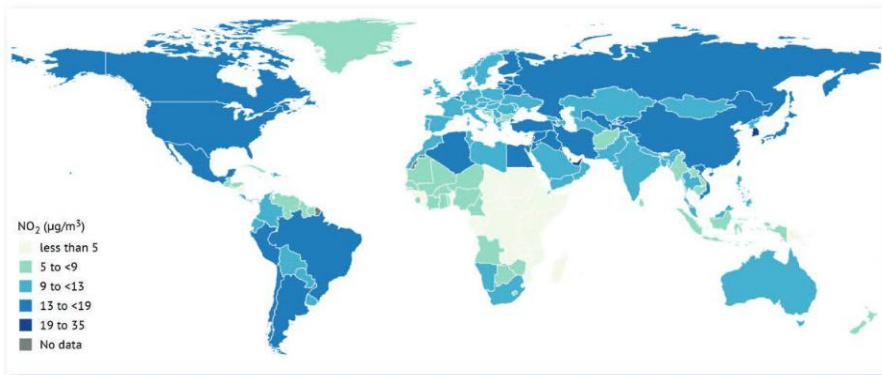 NO₂ (µg/m³)
less than 5
5 to <9
9 to <13
13 to <19
19 to 35
No data